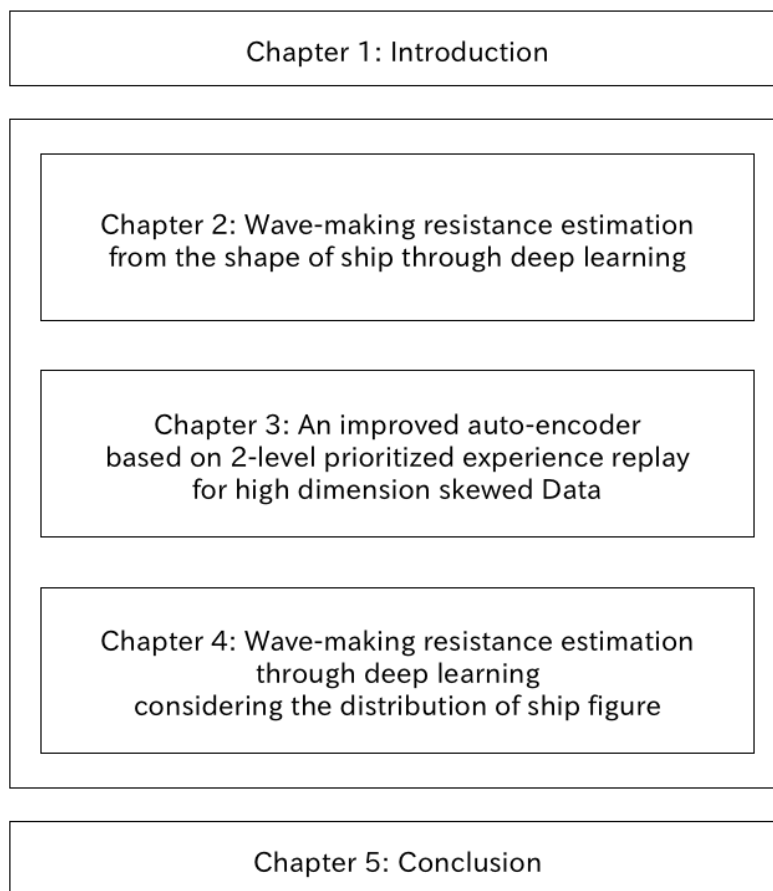 Chapter 1: Introduction
Chapter 2: Wave-making resistance estimation
from the shape of ship through deep learning
Chapter 3: An improved auto-encoder
based on 2-level prioritized experience replay
for high dimension skewed Data
Chapter 4: Wave-making resistance estimation
through deep learning
considering the distribution of ship figure
Chapter 5: Conclusion